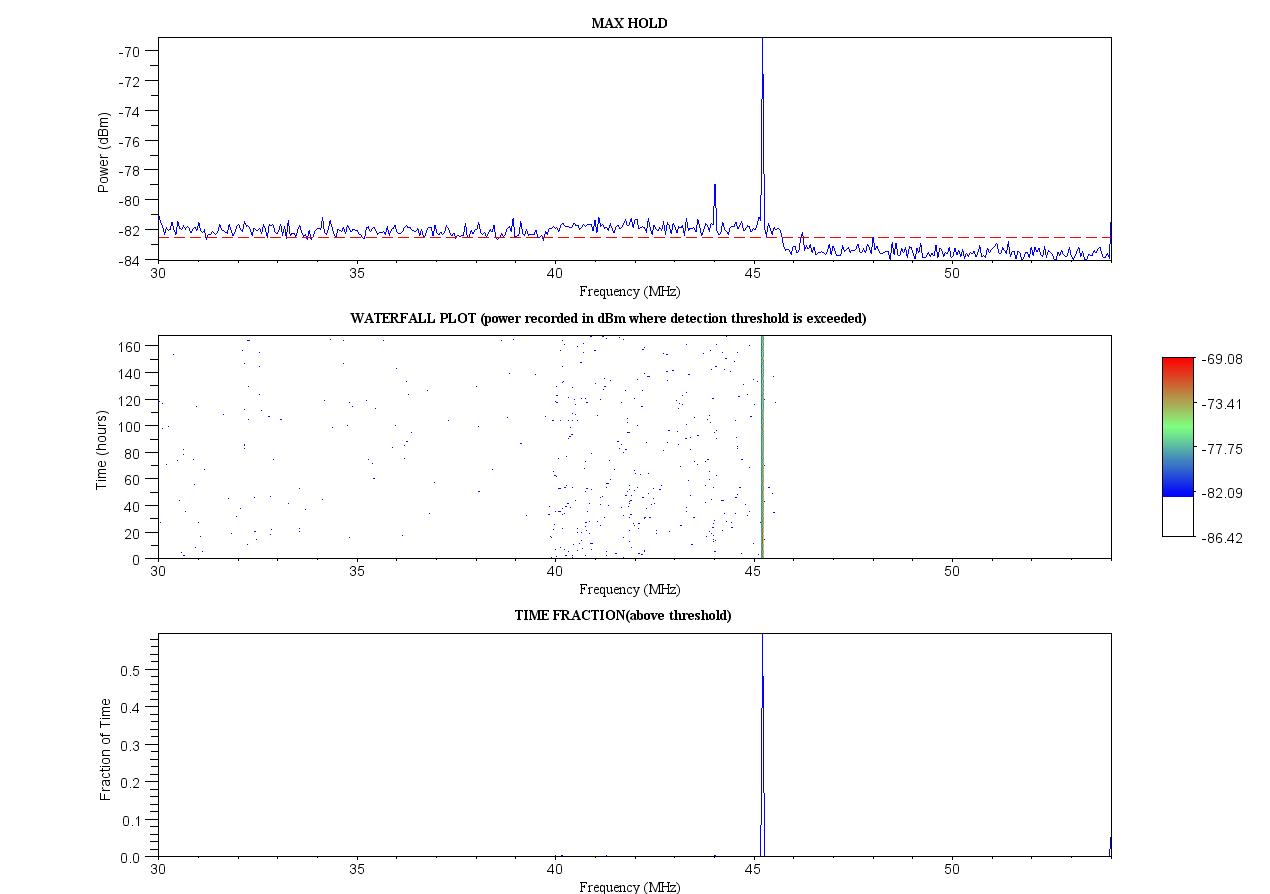 MAX HOLD
-70
-72
-74
-76
-78
-80
-82
-84
Power (dBm)
30 35 40 45 50
Frequency (MHz)
WATERFALL PLOT (power recorded in dBm where detection threshold is exceeded)
160
140
120
100
80
60
40
20
0
Time (hours)
30 35 40 45 50
Frequency (MHz)
-69.08
-73.41
-77.75
-82.09
-86.42
TIME FRACTION(above threshold)
0.5
0.4
0.3
0.2
0.1
0.0
Fraction of Time
30 35 40 45 50
Frequency (MHz)